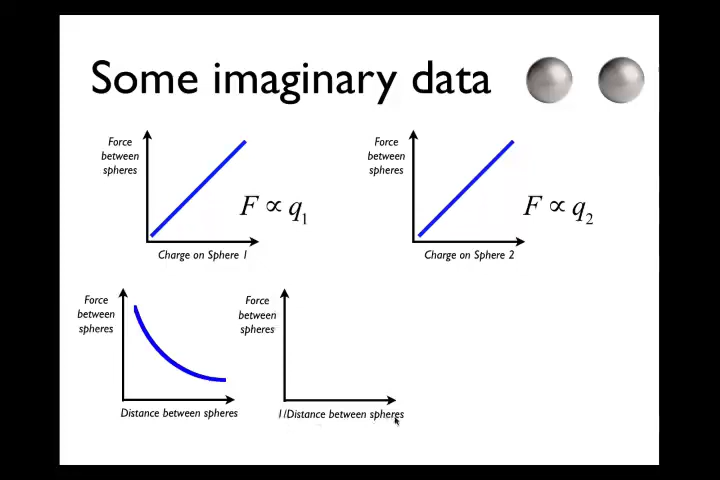 Some imaginary data
Force
between
spheres
F ∝ q₁
Charge on Sphere 1
Force
between
spheres
F ∝ q₂
Charge on Sphere 2
Force
between
spheres
Distance between spheres
Force
between
spheres
1/Distance between spheres